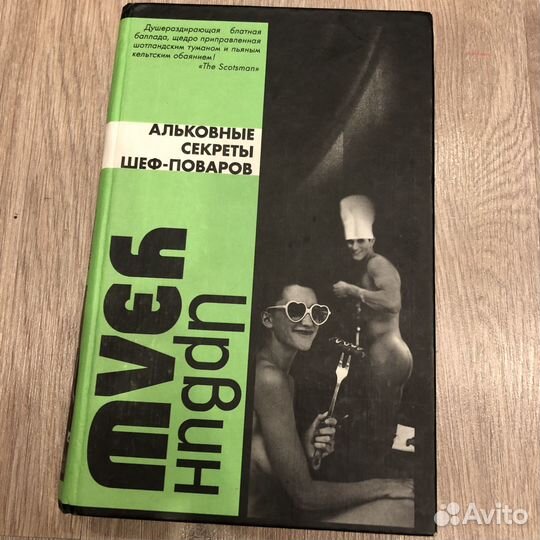 Душераздирающая блатная
баллада, щедро приправленная
шотландским туманом и пьяным
кельтским обаянием!
«The Scotsman»
АЛЬКОВНЫЕ
СЕКРЕТЫ
ШЕФ-ПОВАРОВ
ирвин
уэлш
Avito